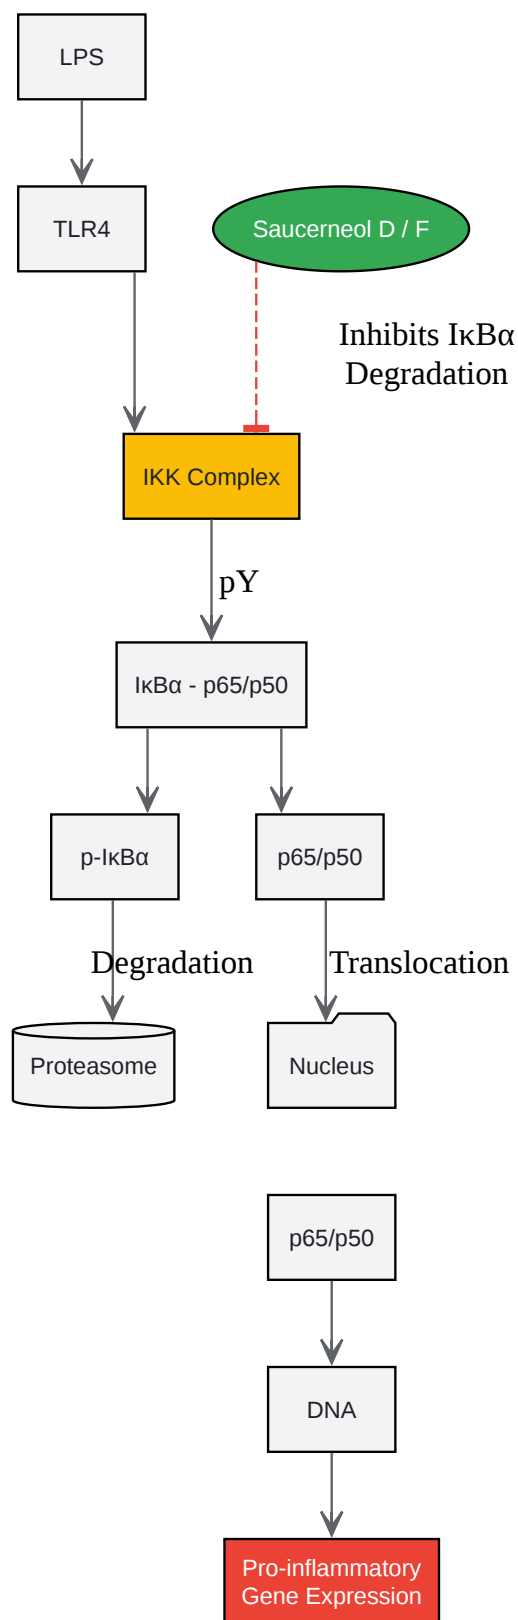 LPS
TLR4
Saucerneol D / F
Inhibits IκBα
Degradation
IKK Complex
pY
IκBα - p65/p50
p-IκBα
p65/p50
Degradation
Translocation
Proteasome
Nucleus
p65/p50
DNA
Pro-inflammatory
Gene Expression